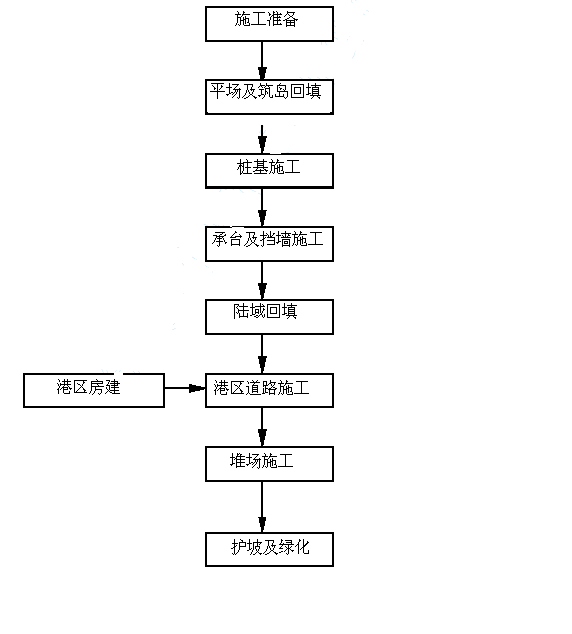 施工准备
平场及筑岛回填
桩基施工
承台及挡墙施工
陆域回填
港区房建
港区道路施工
堆场施工
护坡及绿化